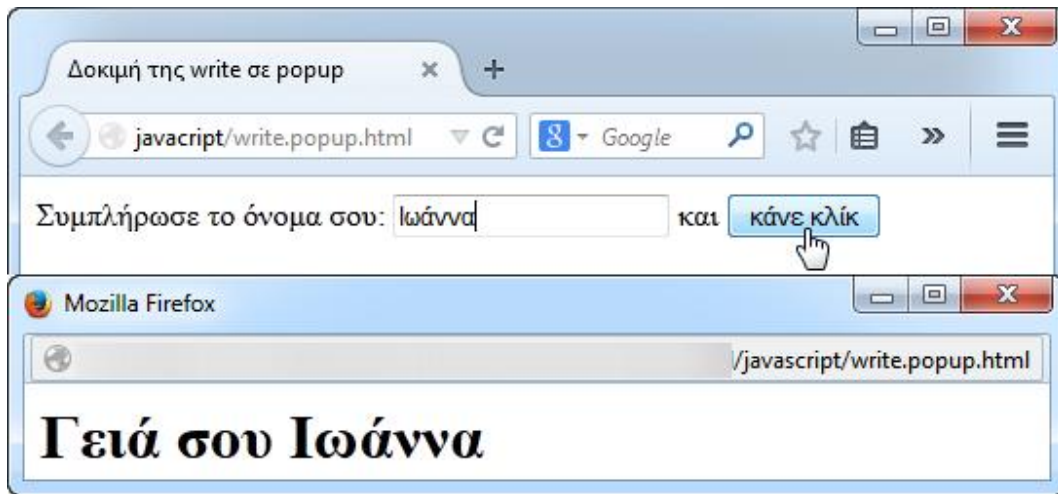 Δοκιμή της write σε popup
javacript/write.popup.html
Google
Συμπλήρωσε το όνομα σου: Ιωάννα και κάνε κλίκ
Mozilla Firefox
/javascript/write.popup.html
Γειά σου Ιωάννα